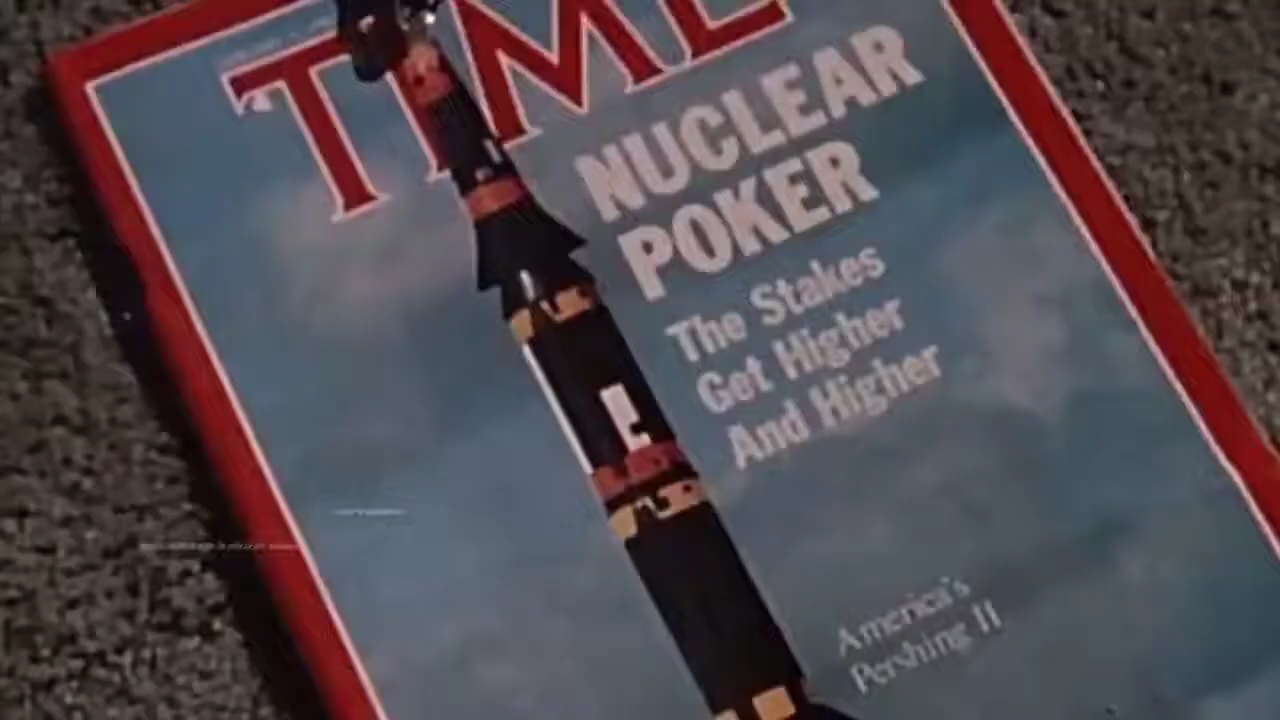 TIME
NUCLEAR
POKER
The Stakes
Get Higher
And Higher
America's
Pershing II